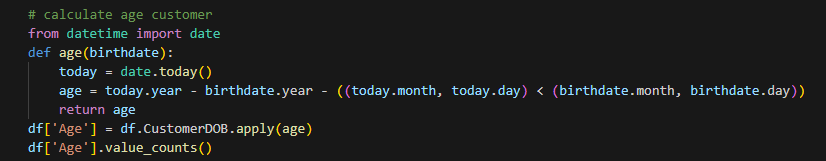 # calculate age customer
from datetime import date
def age(birthdate):
    today = date.today()
    age = today.year - birthdate.year - ((today.month, today.day) < (birthdate.month, birthdate.day))
    return age
df['Age'] = df.CustomerDOB.apply(age)
df['Age'].value_counts()